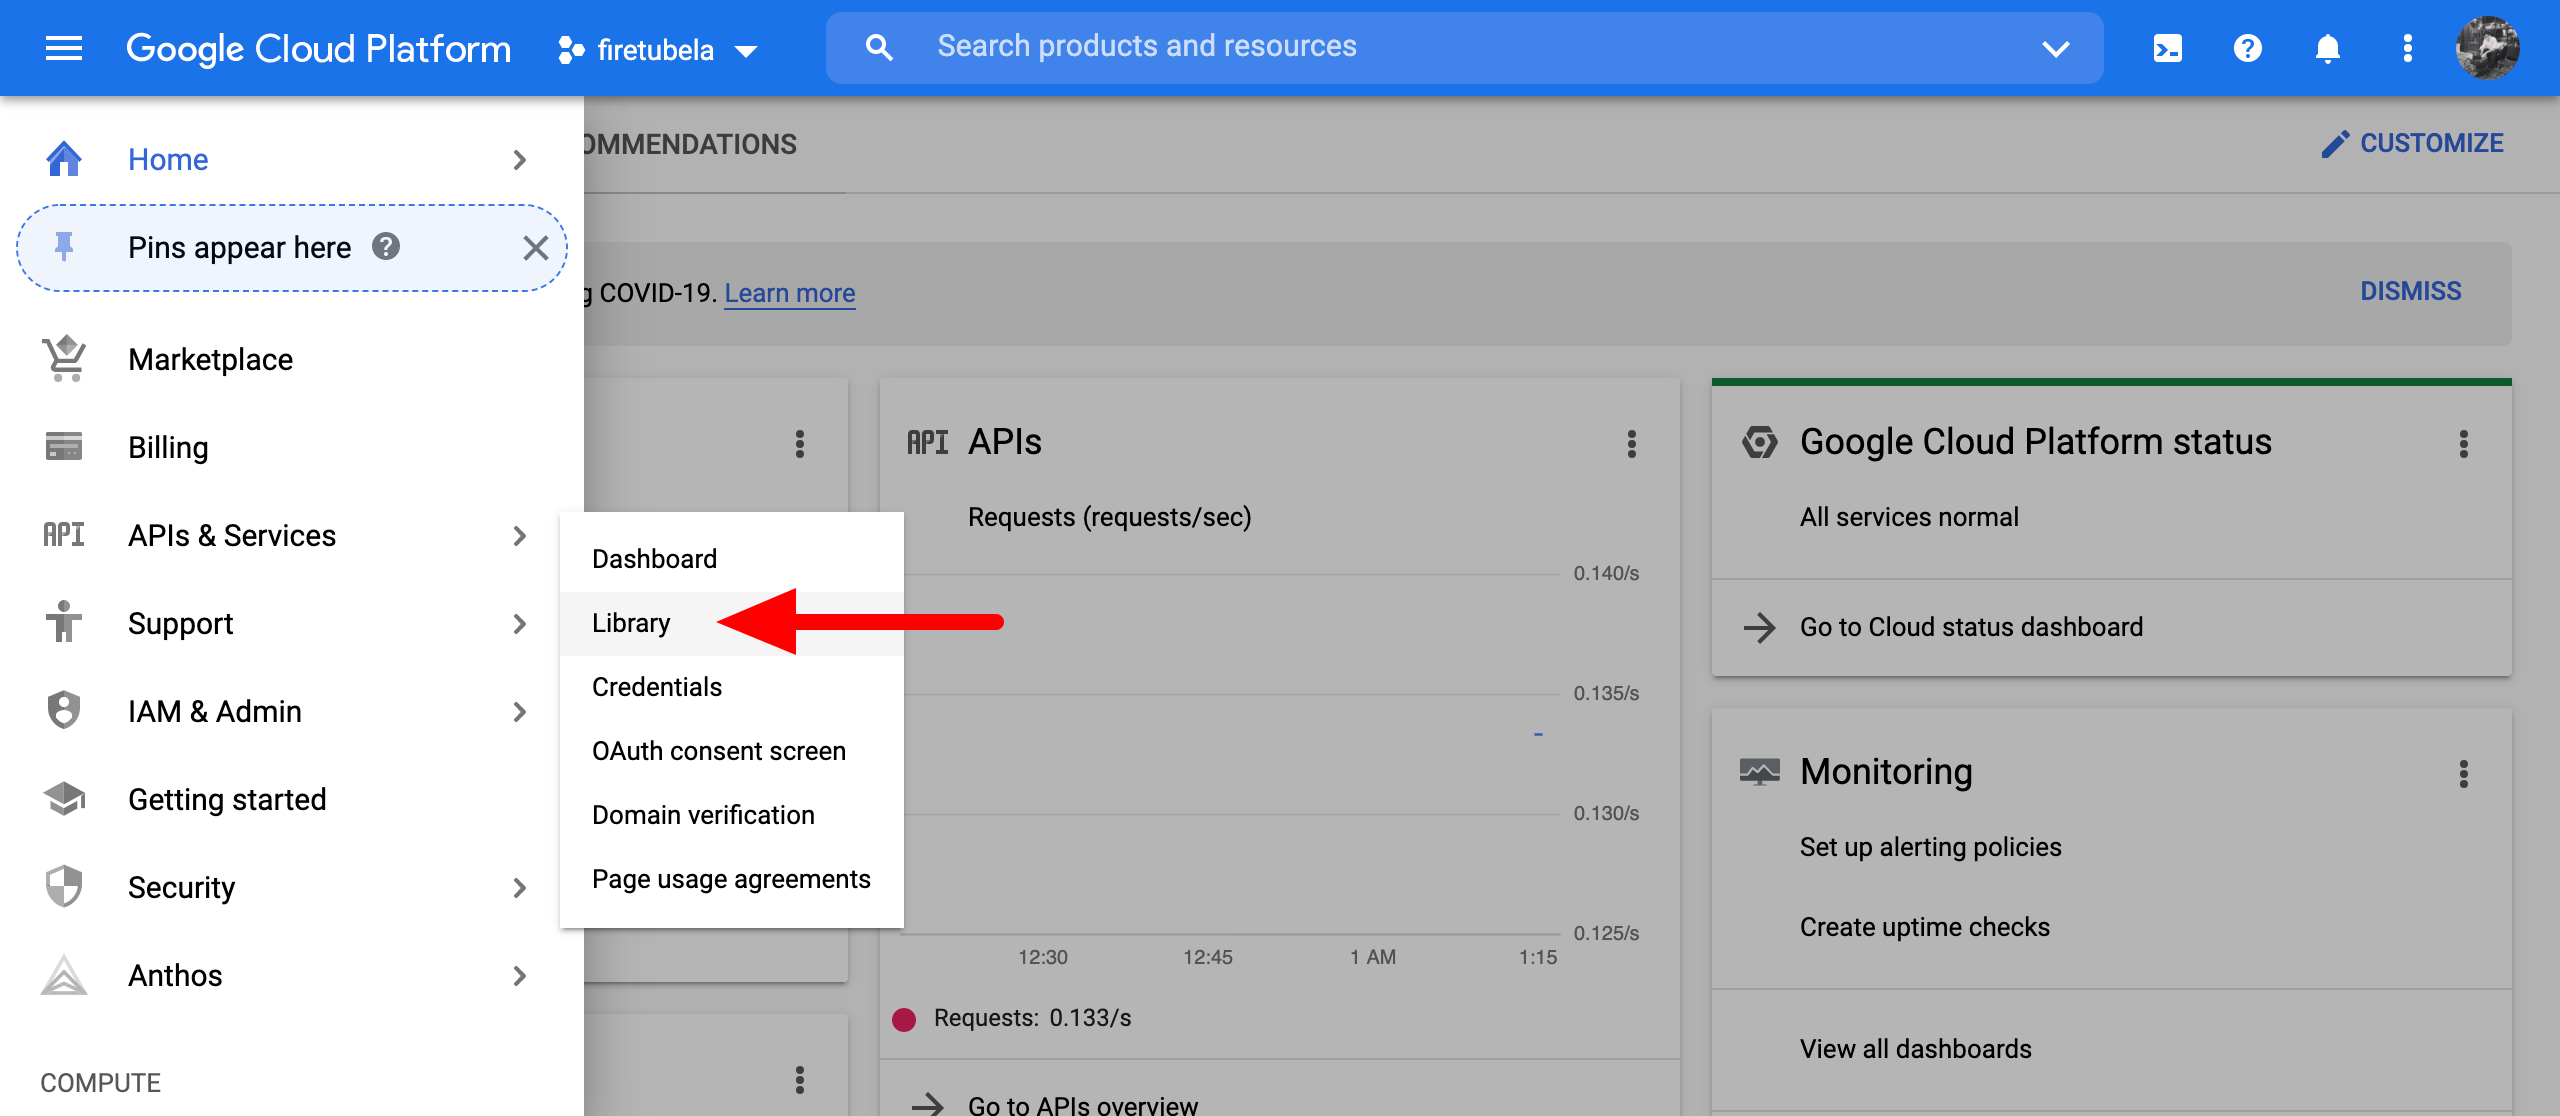 Google Cloud Platform
firetubela
Search products and resources
Home
Pins appear here
Marketplace
Billing
API APIs & Services
Support
IAM & Admin
Getting started
Security
Anthos
COMPUTE
Dashboard
Library
Credentials
OAuth consent screen
Domain verification
Page usage agreements
OMMENDATIONS
CUSTOMIZE
g COVID-19. Learn more
DISMISS
API APIs
Requests (requests/sec)
0.140/s
0.135/s
0.130/s
0.125/s
12:30 12:45 1 AM 1:15
Requests: 0.133/s
Go to APIs overview
Google Cloud Platform status
All services normal
Go to Cloud status dashboard
Monitoring
Set up alerting policies
Create uptime checks
View all dashboards